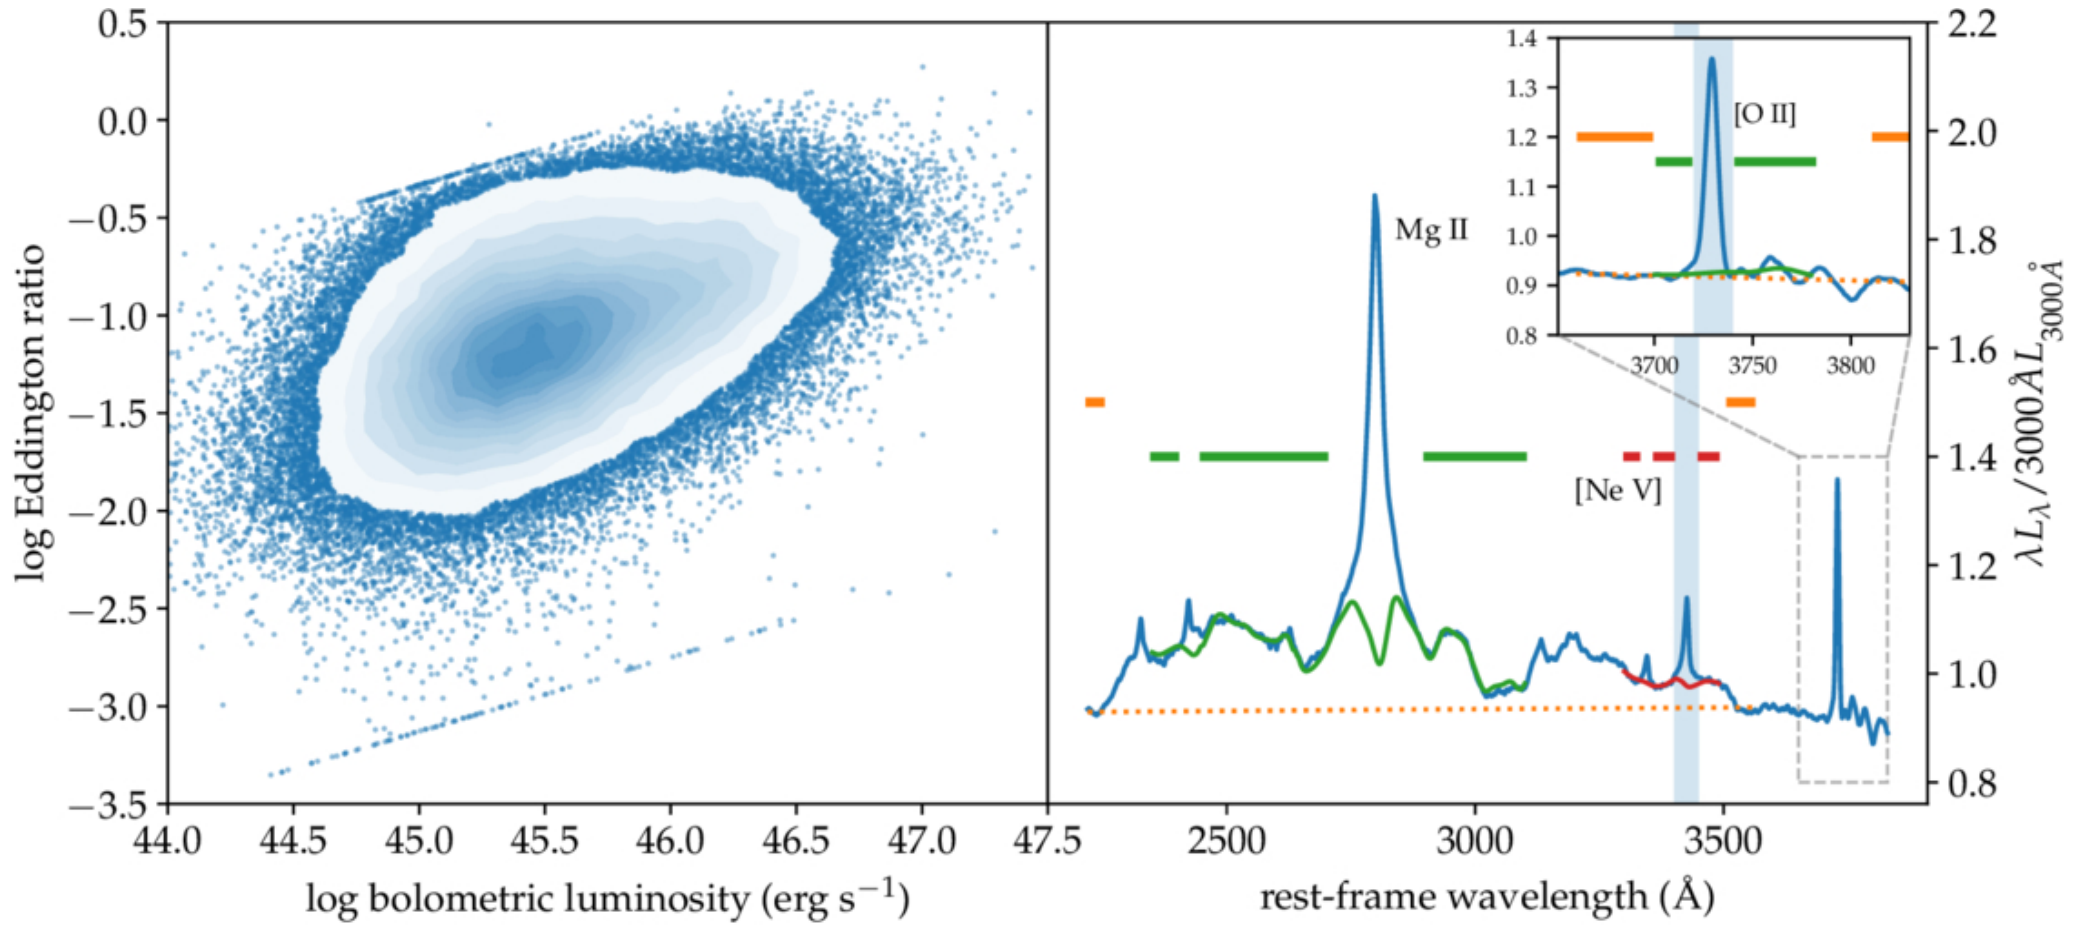 log Eddington ratio
0.5
0.0
−0.5
−1.0
−1.5
−2.0
−2.5
−3.0
−3.5
44.0 44.5 45.0 45.5 46.0 46.5 47.0 47.5
log bolometric luminosity (erg s⁻¹)
Mg II
[Ne V]
[O II]
1.4
1.3
1.2
1.1
1.0
0.9
0.8
3700 3750 3800
2500 3000 3500
rest-frame wavelength (Å)
2.2
2.0
1.8
1.6
1.4
1.2
1.0
0.8
λL_λ/3000ÅL_3000Å